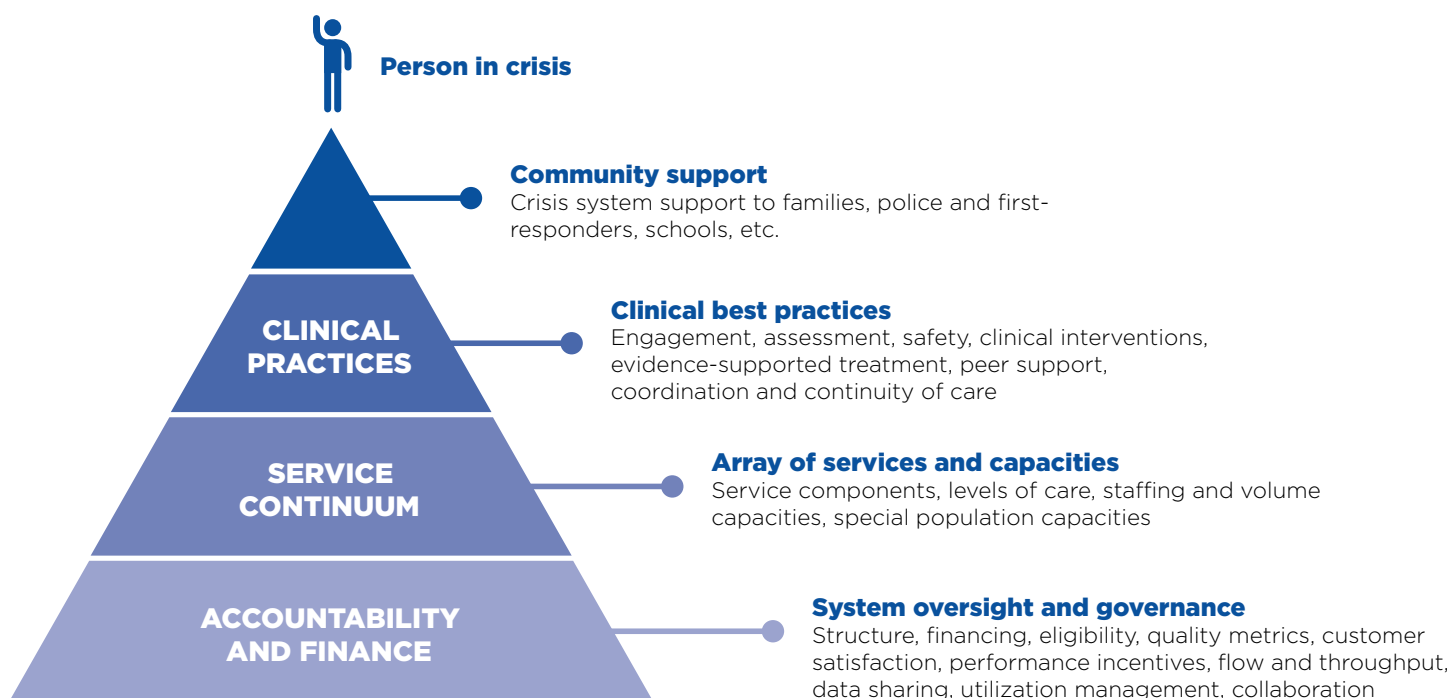 Person in crisis
Community support
Crisis system support to families, police and first-
responders, schools, etc.
CLINICAL
PRACTICES
Clinical best practices
Engagement, assessment, safety, clinical interventions,
evidence-supported treatment, peer support,
coordination and continuity of care
SERVICE
CONTINUUM
Array of services and capacities
Service components, levels of care, staffing and volume
capacities, special population capacities
ACCOUNTABILITY
AND FINANCE
System oversight and governance
Structure, financing, eligibility, quality metrics, customer
satisfaction, performance incentives, flow and throughput,
data sharing, utilization management, collaboration